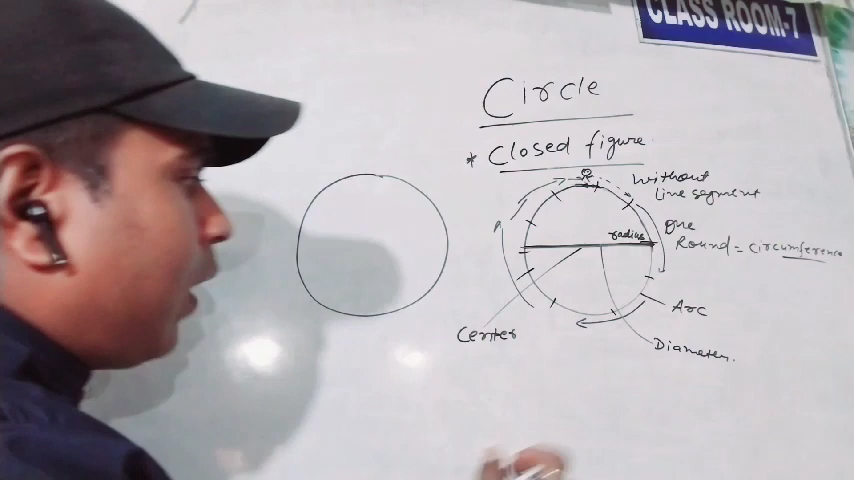 CLASS ROOM-7
Circle
* Closed figure
without
line segment
One
Round = circumference
radius
Arc
Center
Diameter.